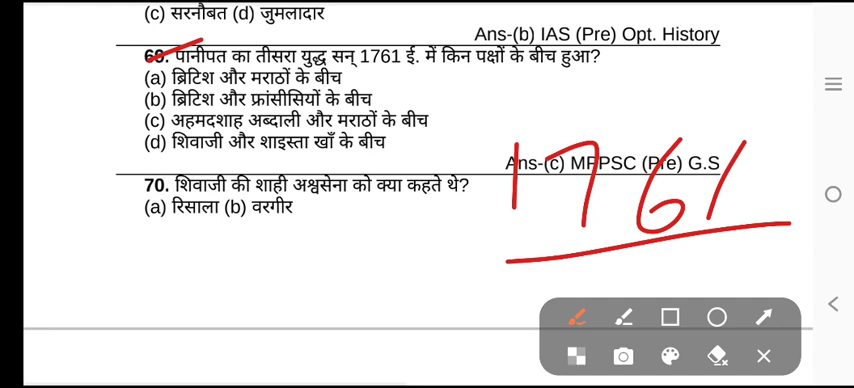 (c) सरनौबत (d) जुमलादार
Ans-(b) IAS (Pre) Opt. History
69. पानीपत का तीसरा युद्ध सन् 1761 ई. में किन पक्षों के बीच हुआ?
(a) ब्रिटिश और मराठों के बीच
(b) ब्रिटिश और फ्रांसीसियों के बीच
(c) अहमदशाह अब्दाली और मराठों के बीच
(d) शिवाजी और शाइस्ता खाँ के बीच
Ans-(c) MPPSC (Pre) G.S
1761
70. शिवाजी की शाही अश्वसेना को क्या कहते थे?
(a) रिसाला (b) वरगीर